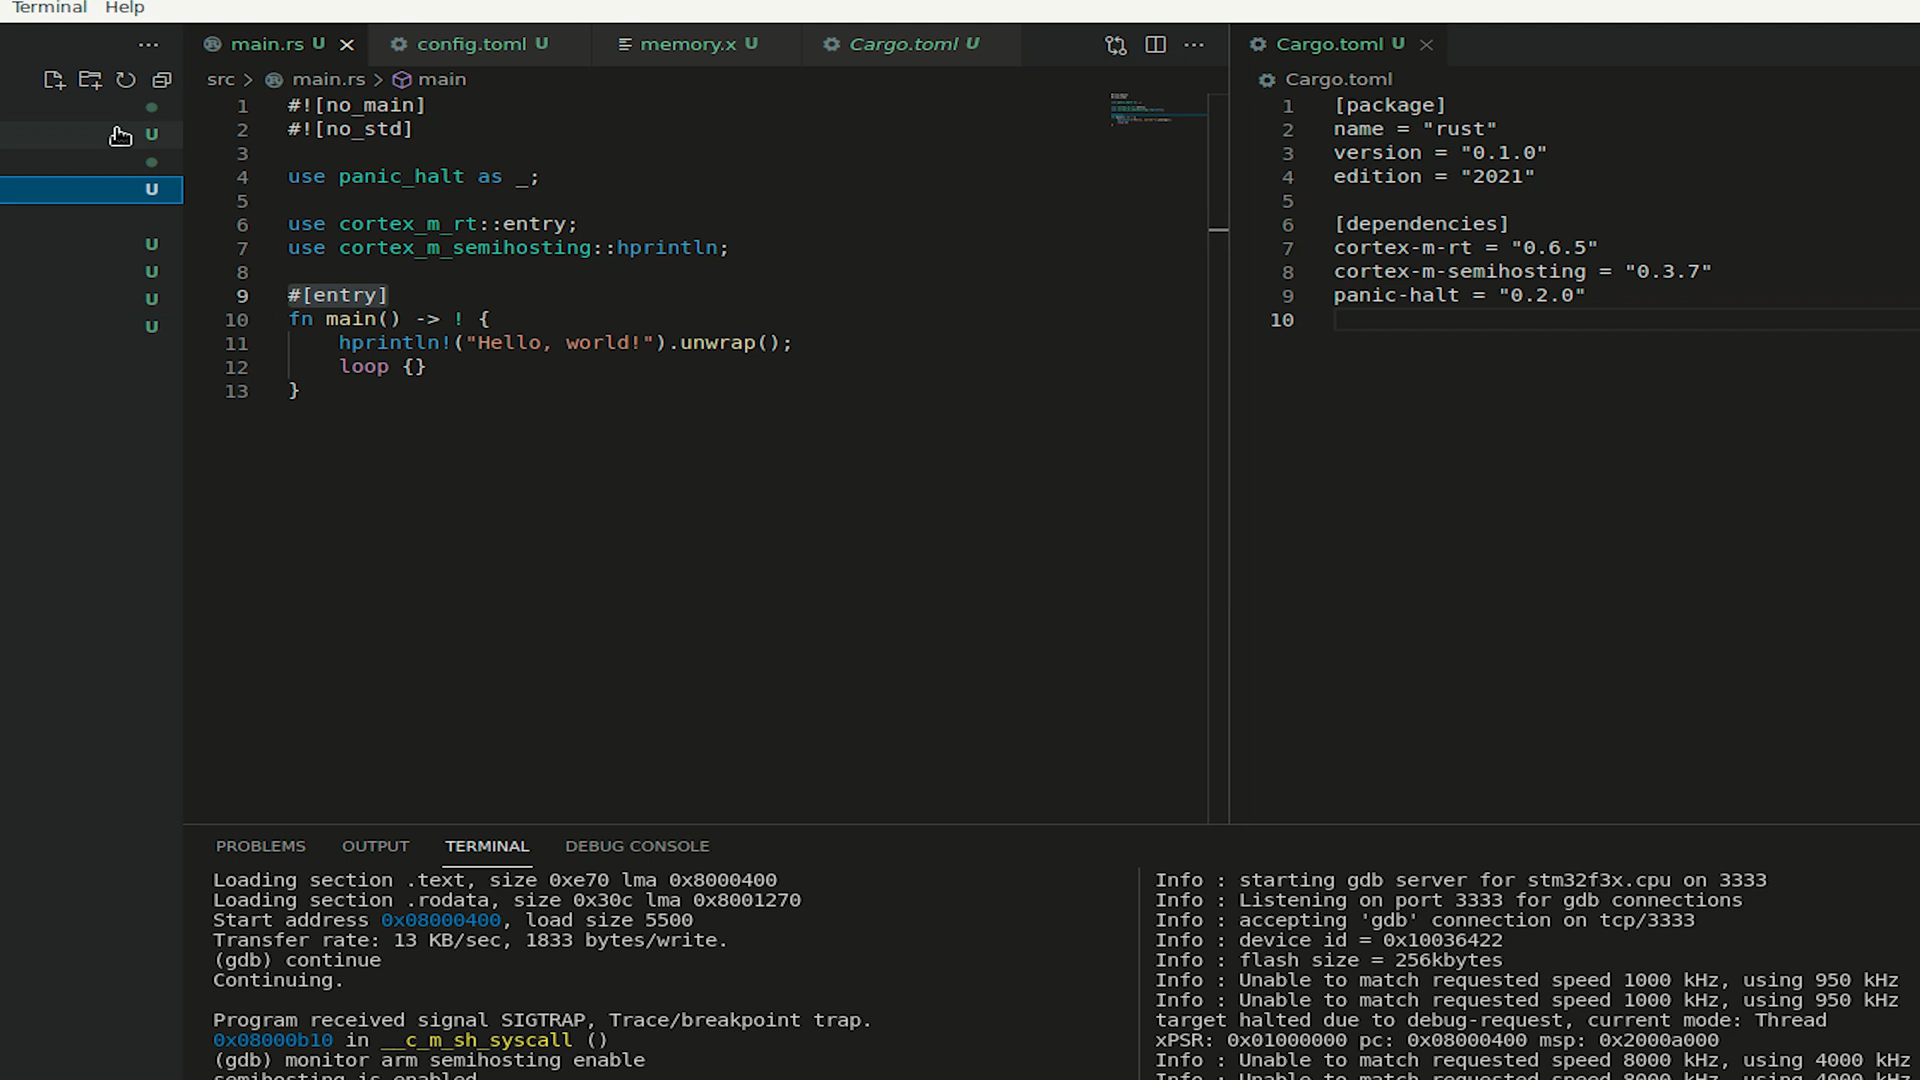 Terminal Help
main.rs U
config.toml U
memory.x U
Cargo.toml U
src > main.rs > main
U
U
U
U
U
U
1 #![no_main]
2 #![no_std]
3
4 use panic_halt as _;
5
6 use cortex_m_rt::entry;
7 use cortex_m_semihosting::hprintln;
8
9 #[entry]
10 fn main() -> ! {
11 hprintln!("Hello, world!").unwrap();
12 loop {}
13 }
Cargo.toml U
Cargo.toml
1 [package]
2 name = "rust"
3 version = "0.1.0"
4 edition = "2021"
5
6 [dependencies]
7 cortex-m-rt = "0.6.5"
8 cortex-m-semihosting = "0.3.7"
9 panic-halt = "0.2.0"
10
PROBLEMS OUTPUT TERMINAL DEBUG CONSOLE
Loading section .text, size 0xe70 lma 0x8000400
Loading section .rodata, size 0x30c lma 0x8001270
Start address 0x08000400, load size 5500
Transfer rate: 13 KB/sec, 1833 bytes/write.
(gdb) continue
Continuing.
Program received signal SIGTRAP, Trace/breakpoint trap.
0x08000b10 in __c_m_sh_syscall ()
(gdb) monitor arm semihosting enable
semihosting is enabled
Info : starting gdb server for stm32f3x.cpu on 3333
Info : Listening on port 3333 for gdb connections
Info : accepting 'gdb' connection on tcp/3333
Info : device id = 0x10036422
Info : flash size = 256kbytes
Info : Unable to match requested speed 1000 kHz, using 950 kHz
Info : Unable to match requested speed 1000 kHz, using 950 kHz
target halted due to debug-request, current mode: Thread
xPSR: 0x01000000 pc: 0x08000400 msp: 0x2000a000
Info : Unable to match requested speed 8000 kHz, using 4000 kHz
Info : Unable to match requested speed 8000 kHz, using 4000 kHz